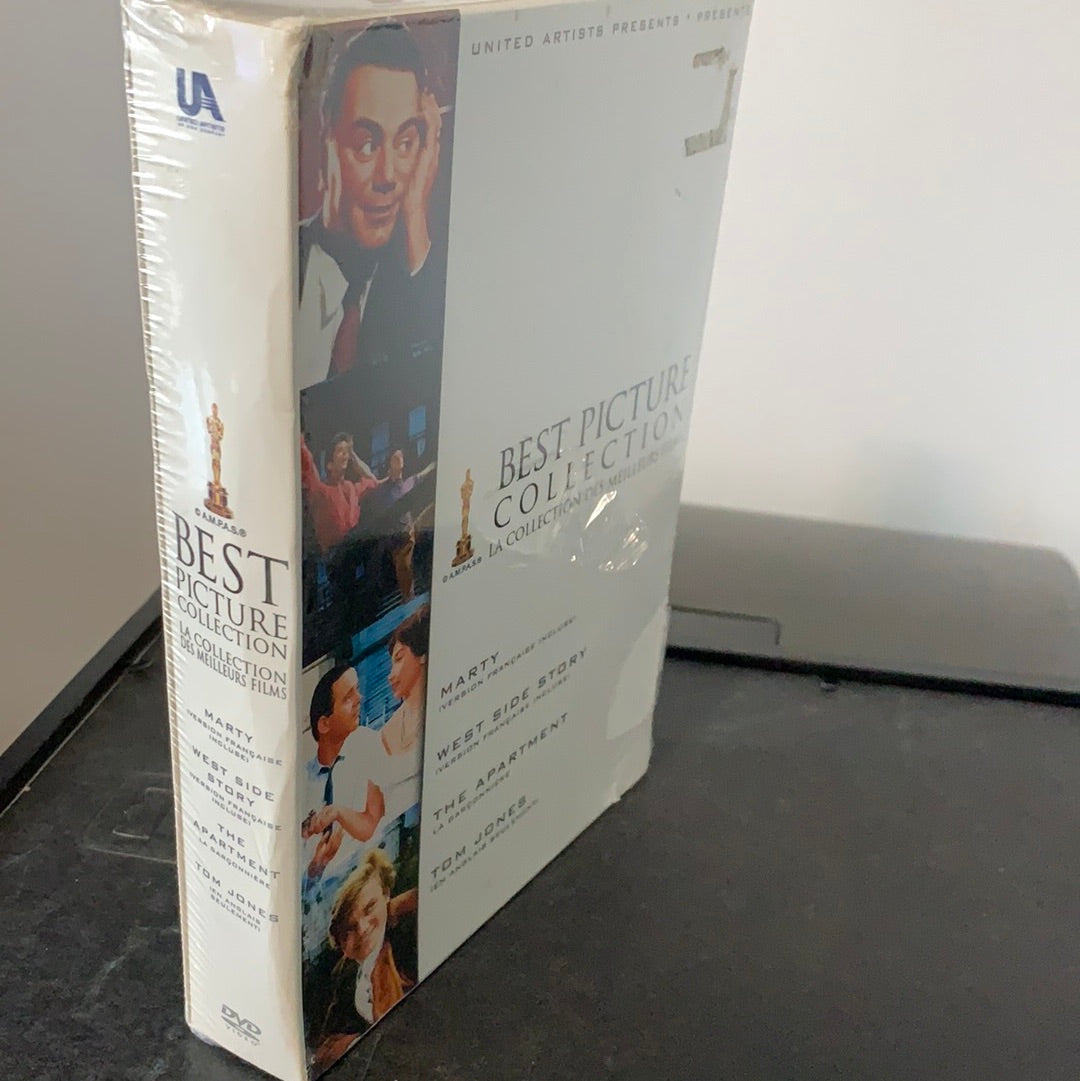 UA
UNITED ARTISTS
© A.M.P.A.S.®
BEST
PICTURE
COLLECTION
LA COLLECTION
DES MEILLEURS FILMS
MARTY
(VERSION FRANÇAISE
INCLUSE)
WEST SIDE
STORY
(VERSION FRANÇAISE
INCLUSE)
THE
APARTMENT
LA GARÇONNIÈRE
TOM JONES
(EN ANGLAIS
SEULEMENT)
DVD
VIDEO
UNITED ARTISTS PRESENTS • PRESENTE
BEST PICTURE
COLLECTION
LA COLLECTION DES MEILLEURS
© A.M.P.A.S.®
MARTY
(VERSION FRANÇAISE INCLUSE)
WEST SIDE STORY
(VERSION FRANÇAISE INCLUSE)
THE APARTMENT
LA GARÇONNIÈRE
TOM JONES
(EN ANGLAIS SEULEMENT)